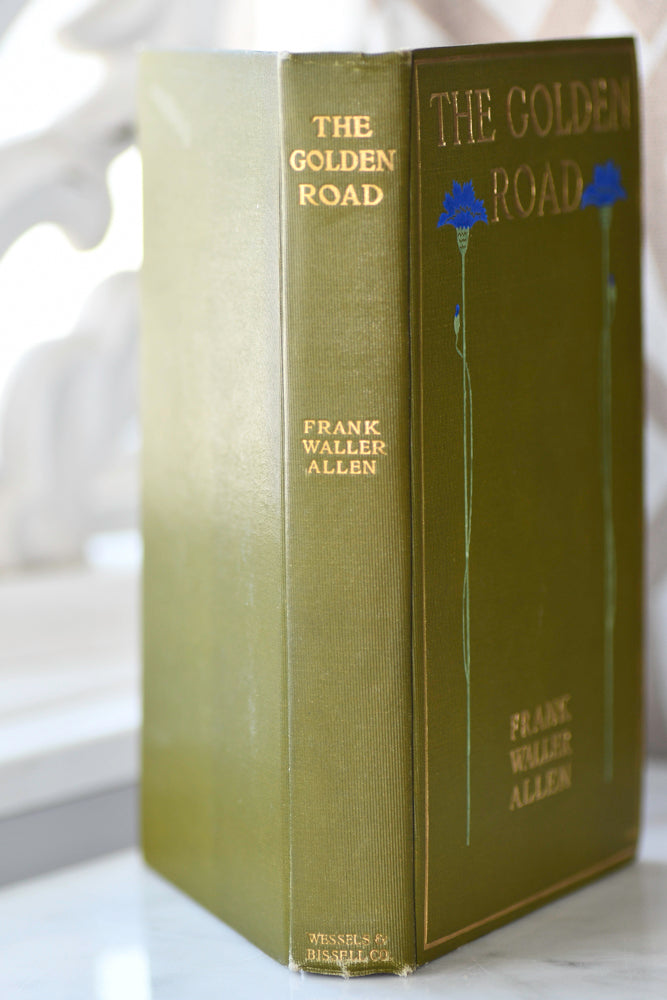 THE
GOLDEN
ROAD
FRANK
WALLER
ALLEN
WESSELS &
BISSELL CO
THE GOLDEN
ROAD
FRANK
WALLER
ALLEN